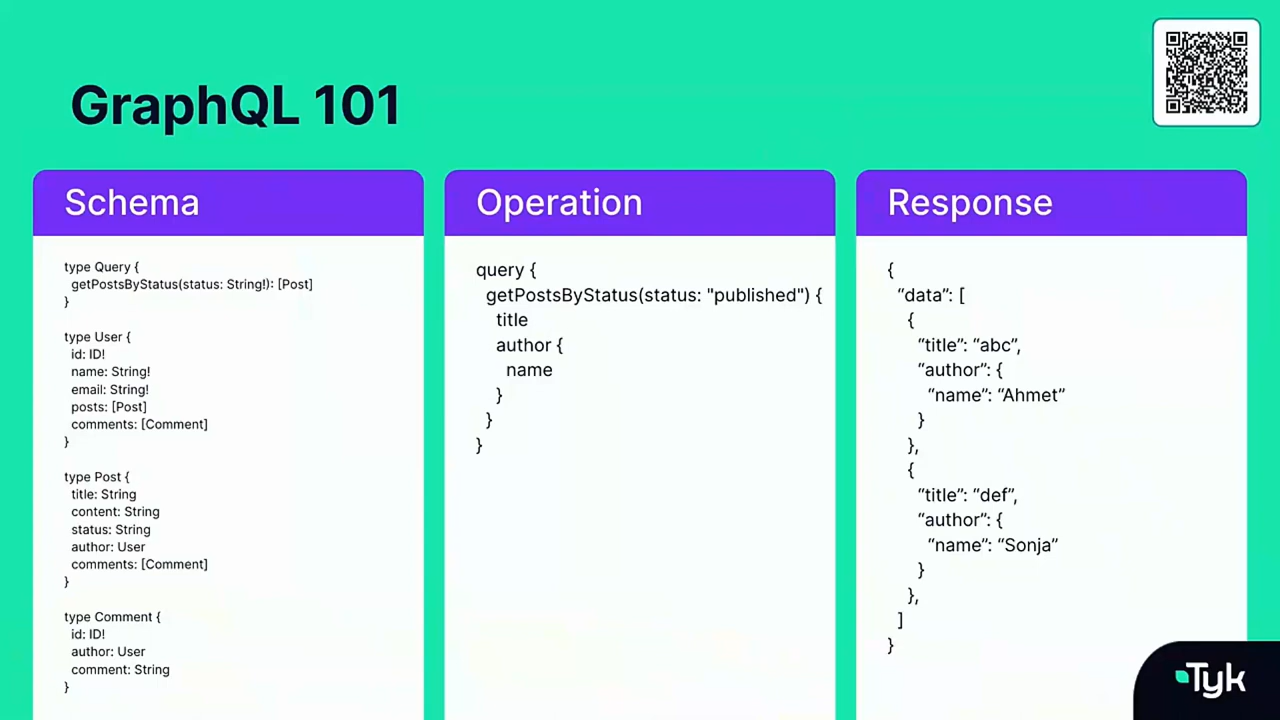 GraphQL 101
Schema
type Query {
getPostsByStatus(status: String!): [Post]
}
type User {
id: ID!
name: String!
email: String!
posts: [Post]
comments: [Comment]
}
type Post {
title: String
content: String
status: String
author: User
comments: [Comment]
}
type Comment {
id: ID!
author: User
comment: String
}
Operation
query {
getPostsByStatus(status: "published") {
title
author {
name
}
}
}
Response
{
“data”: [
{
“title”: “abc”,
“author”: {
“name”: “Ahmet”
}
},
{
“title”: “def”,
“author”: {
“name”: “Sonja”
}
},
]
}
Tyk